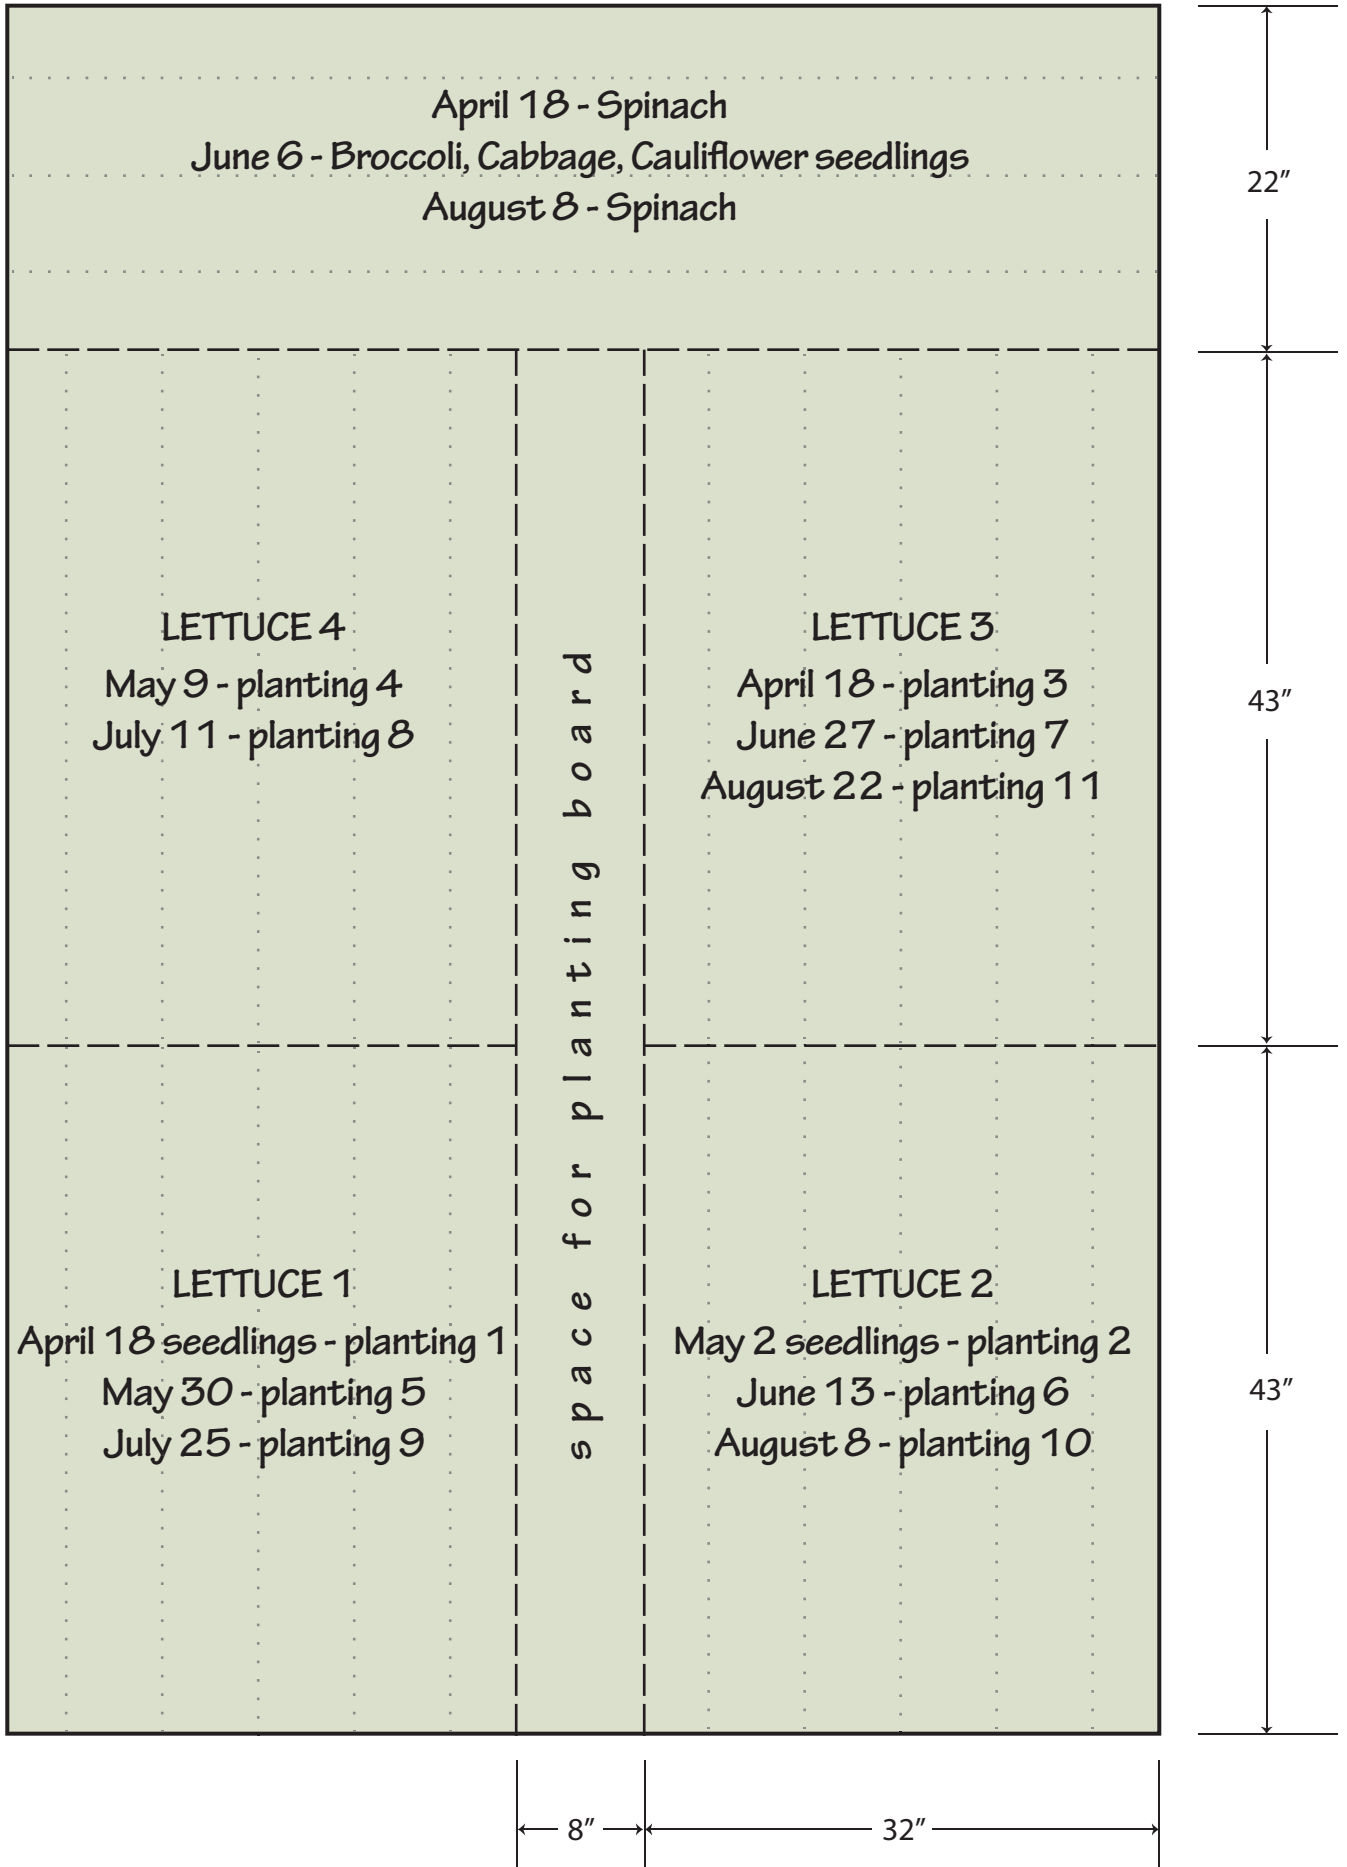 April 18 - Spinach
June 6 - Broccoli, Cabbage, Cauliflower seedlings
August 8 - Spinach
22”
LETTUCE 4
May 9 - planting 4
July 11 - planting 8
LETTUCE 3
April 18 - planting 3
June 27 - planting 7
August 22 - planting 11
43”
space for planting board
LETTUCE 1
April 18 seedlings - planting 1
May 30 - planting 5
July 25 - planting 9
LETTUCE 2
May 2 seedlings - planting 2
June 13 - planting 6
August 8 - planting 10
43”
8”
32”